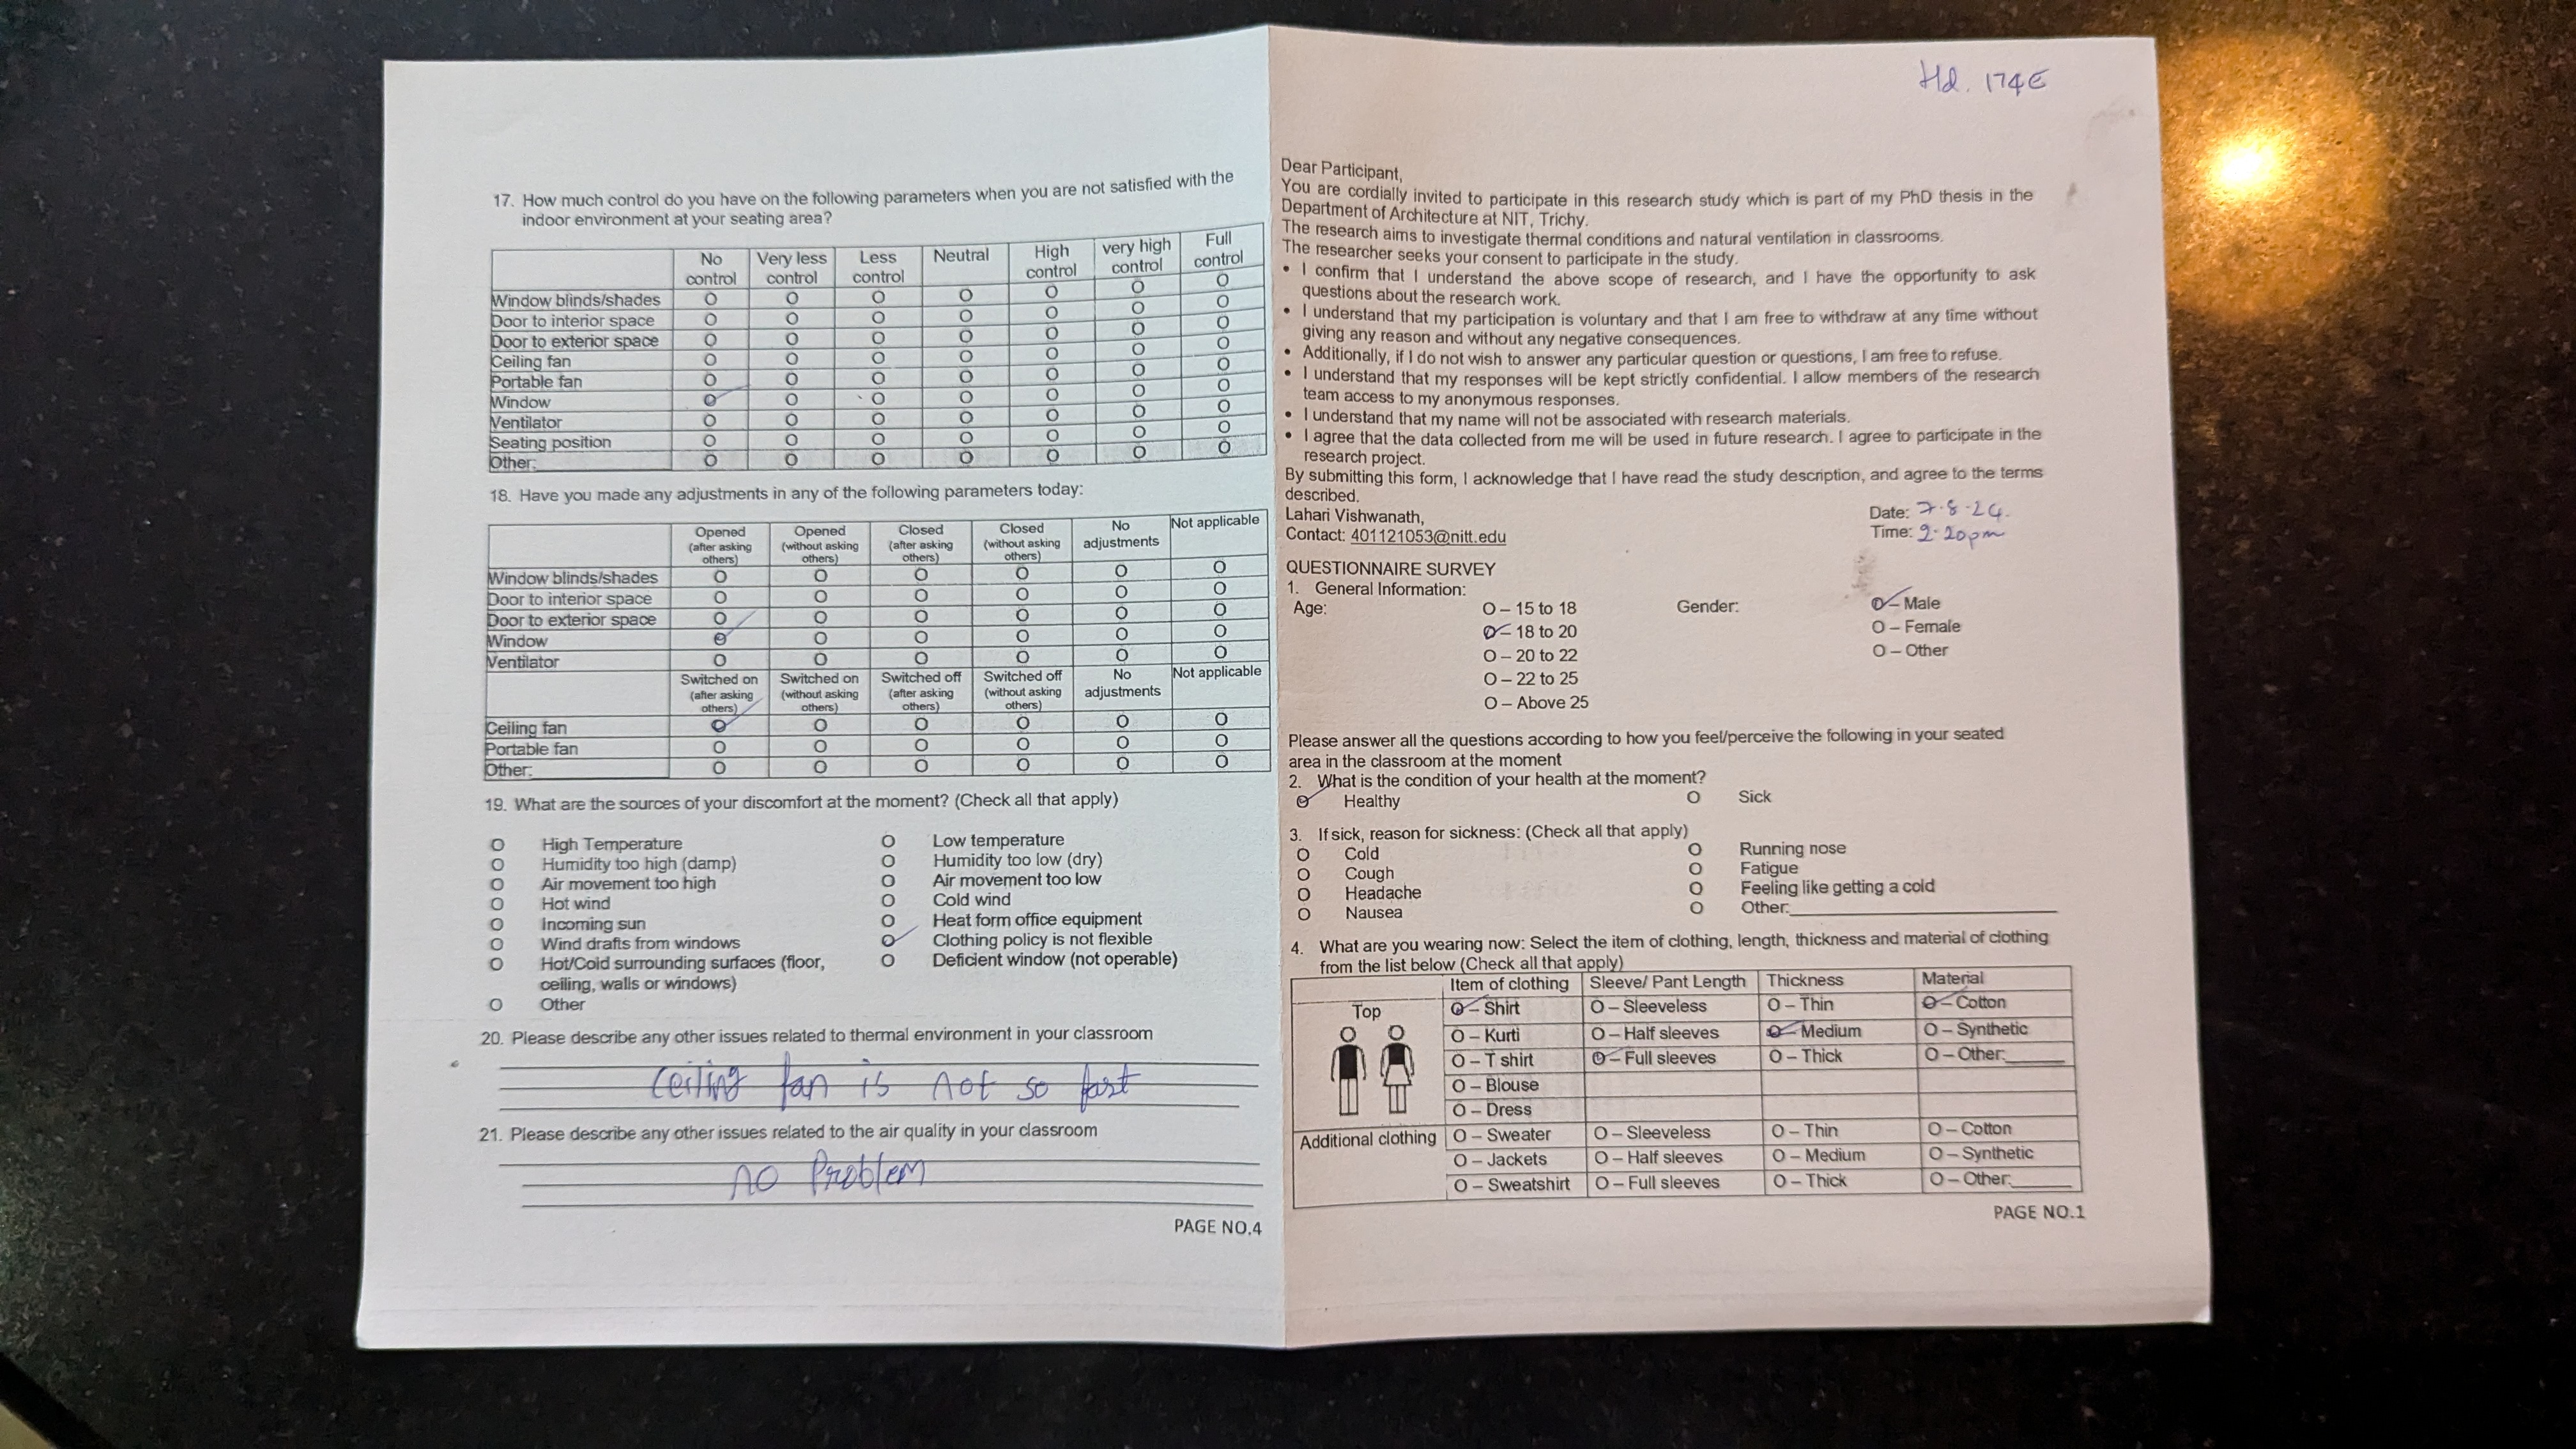 17. How much control do you have on the following parameters when you are not satisfied with the
indoor environment at your seating area?
No control Very less control Less control Neutral High control very high control Full control
Window blinds/shades O O O O O O O
Door to interior space O O O O O O O
Door to exterior space O O O O O O O
Ceiling fan O O O O O O O
Portable fan O O O O O O O
Window O O O O O O O
Ventilator O O O O O O O
Seating position O O O O O O O
Other: O O O O O O O
18. Have you made any adjustments in any of the following parameters today:
Opened (after asking others) Opened (without asking others) Closed (after asking others) Closed (without asking others) No adjustments Not applicable
Window blinds/shades O O O O O O
Door to interior space O O O O O O
Door to exterior space O O O O O O
Window O O O O O O
Ventilator O O O O O O
Switched on (after asking others) Switched on (without asking others) Switched off (after asking others) Switched off (without asking others) No adjustments Not applicable
Ceiling fan O O O O O O
Portable fan O O O O O O
Other: O O O O O O
19. What are the sources of your discomfort at the moment? (Check all that apply)
O High Temperature O Low temperature
O Humidity too high (damp) O Humidity too low (dry)
O Air movement too high O Air movement too low
O Hot wind O Cold wind
O Incoming sun O Heat form office equipment
O Wind drafts from windows O Clothing policy is not flexible
O Hot/Cold surrounding surfaces (floor, O Deficient window (not operable)
ceiling, walls or windows)
O Other
20. Please describe any other issues related to thermal environment in your classroom
Ceiling fan is not so fast
21. Please describe any other issues related to the air quality in your classroom
no Problem
PAGE NO.4
174E
Dear Participant,
You are cordially invited to participate in this research study which is part of my PhD thesis in the
Department of Architecture at NIT, Trichy.
The research aims to investigate thermal conditions and natural ventilation in classrooms.
The researcher seeks your consent to participate in the study.
• I confirm that I understand the above scope of research, and I have the opportunity to ask
questions about the research work.
• I understand that my participation is voluntary and that I am free to withdraw at any time without
giving any reason and without any negative consequences.
• Additionally, if I do not wish to answer any particular question or questions, I am free to refuse.
• I understand that my responses will be kept strictly confidential. I allow members of the research
team access to my anonymous responses.
• I understand that my name will not be associated with research materials.
• I agree that the data collected from me will be used in future research. I agree to participate in the
research project.
By submitting this form, I acknowledge that I have read the study description, and agree to the terms
described.
Lahari Vishwanath, Date: 7.8.24.
Contact: 401121053@nitt.edu Time: 2.20pm
QUESTIONNAIRE SURVEY
1. General Information:
Age: O – 15 to 18 Gender: O – Male
O – 18 to 20 O – Female
O – 20 to 22 O – Other
O – 22 to 25
O – Above 25
Please answer all the questions according to how you feel/perceive the following in your seated
area in the classroom at the moment
2. What is the condition of your health at the moment?
O Healthy O Sick
3. If sick, reason for sickness: (Check all that apply)
O Cold O Running nose
O Cough O Fatigue
O Headache O Feeling like getting a cold
O Nausea O Other:
4. What are you wearing now: Select the item of clothing, length, thickness and material of clothing
from the list below (Check all that apply)
Item of clothing Sleeve/ Pant Length Thickness Material
Top O – Shirt O – Sleeveless O – Thin O – Cotton
O – Kurti O – Half sleeves O – Medium O – Synthetic
O – T shirt O – Full sleeves O – Thick O – Other:
O – Blouse
O – Dress
Additional clothing O – Sweater O – Sleeveless O – Thin O – Cotton
O – Jackets O – Half sleeves O – Medium O – Synthetic
O – Sweatshirt O – Full sleeves O – Thick O – Other:
PAGE NO.1